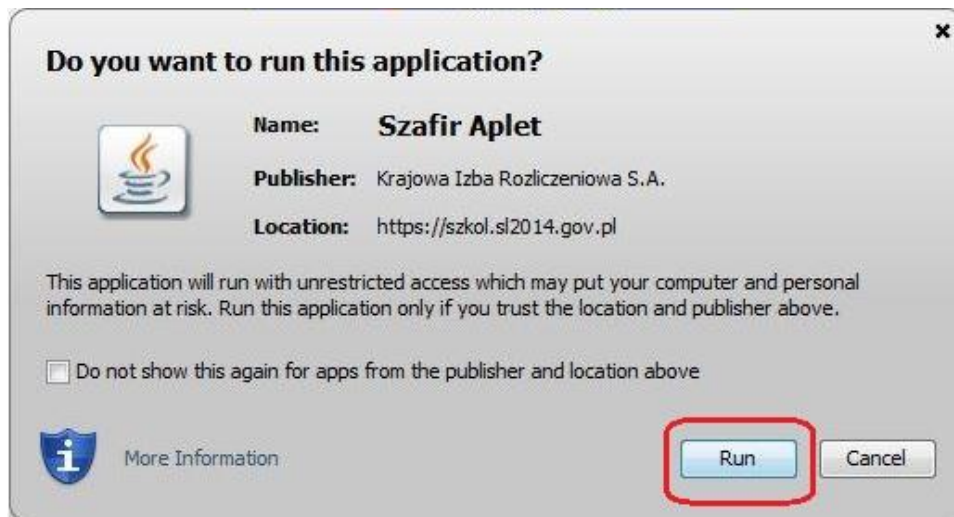 Do you want to run this application?
Name: Szafir Aplet
Publisher: Krajowa Izba Rozliczeniowa S.A.
Location: https://szkol.sl2014.gov.pl
This application will run with unrestricted access which may put your computer and personal
information at risk. Run this application only if you trust the location and publisher above.
Do not show this again for apps from the publisher and location above
More Information
Run
Cancel